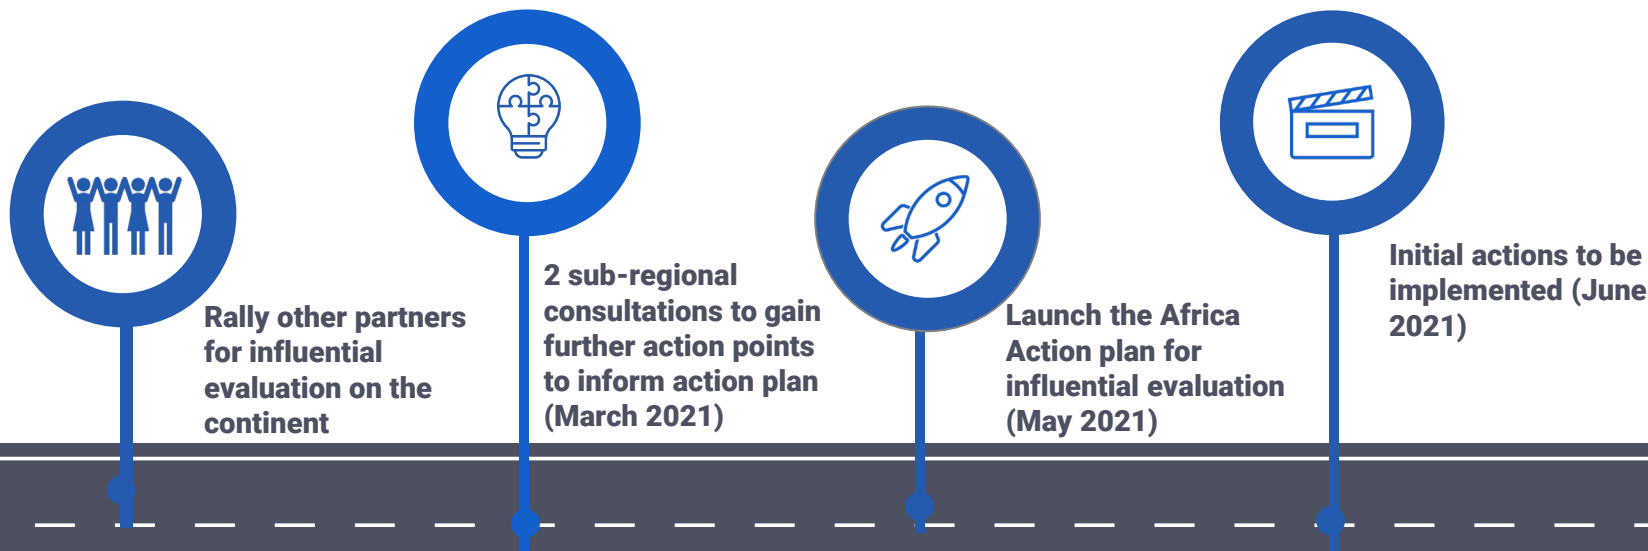 Rally other partners
for influential
evaluation on the
continent
2 sub-regional
consultations to gain
further action points
to inform action plan
(March 2021)
Launch the Africa
Action plan for
influential evaluation
(May 2021)
Initial actions to be
implemented (June
2021)